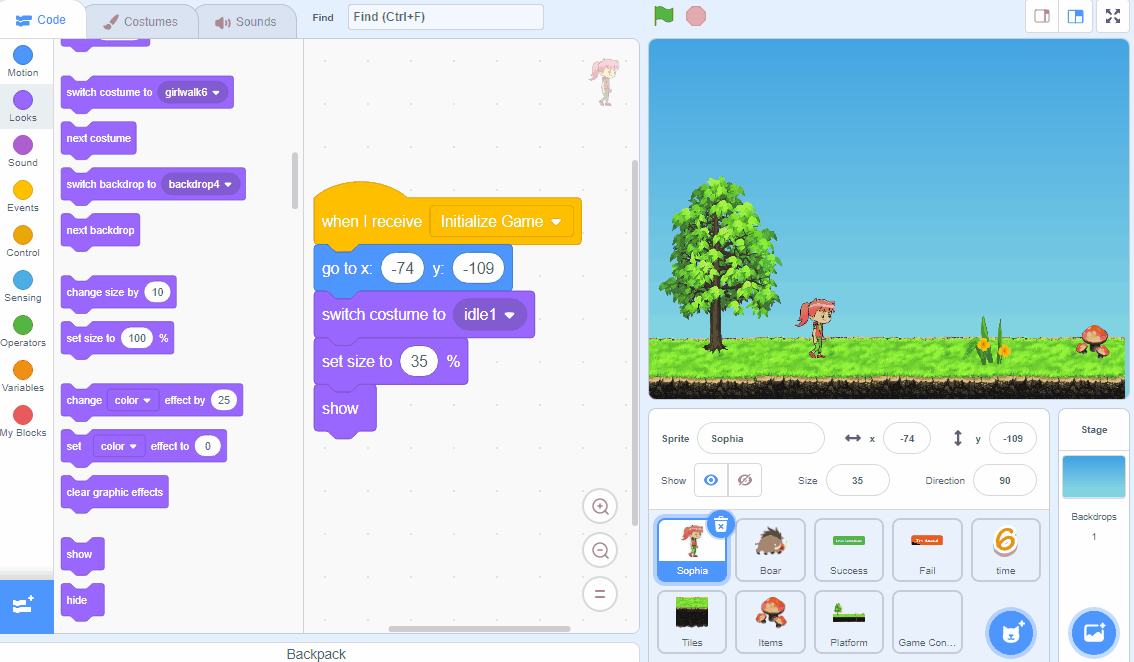 Code
Costumes
Sounds
Find
Find (Ctrl+F)
Motion
Looks
Sound
Events
Control
Sensing
Operators
Variables
My Blocks
switch costume to girlwalk6
next costume
switch backdrop to backdrop4
next backdrop
change size by 10
set size to 100 %
change color effect by 25
set color effect to 0
clear graphic effects
show
hide
when I receive Initialize Game
go to x: -74 y: -109
switch costume to idle1
set size to 35 %
show
Backpack
Sprite Sophia x -74 y -109
Show Size 35 Direction 90
Sophia
Boar
Success
Fail
time
Tiles
Items
Platform
Game Con...
Stage
Backdrops
1